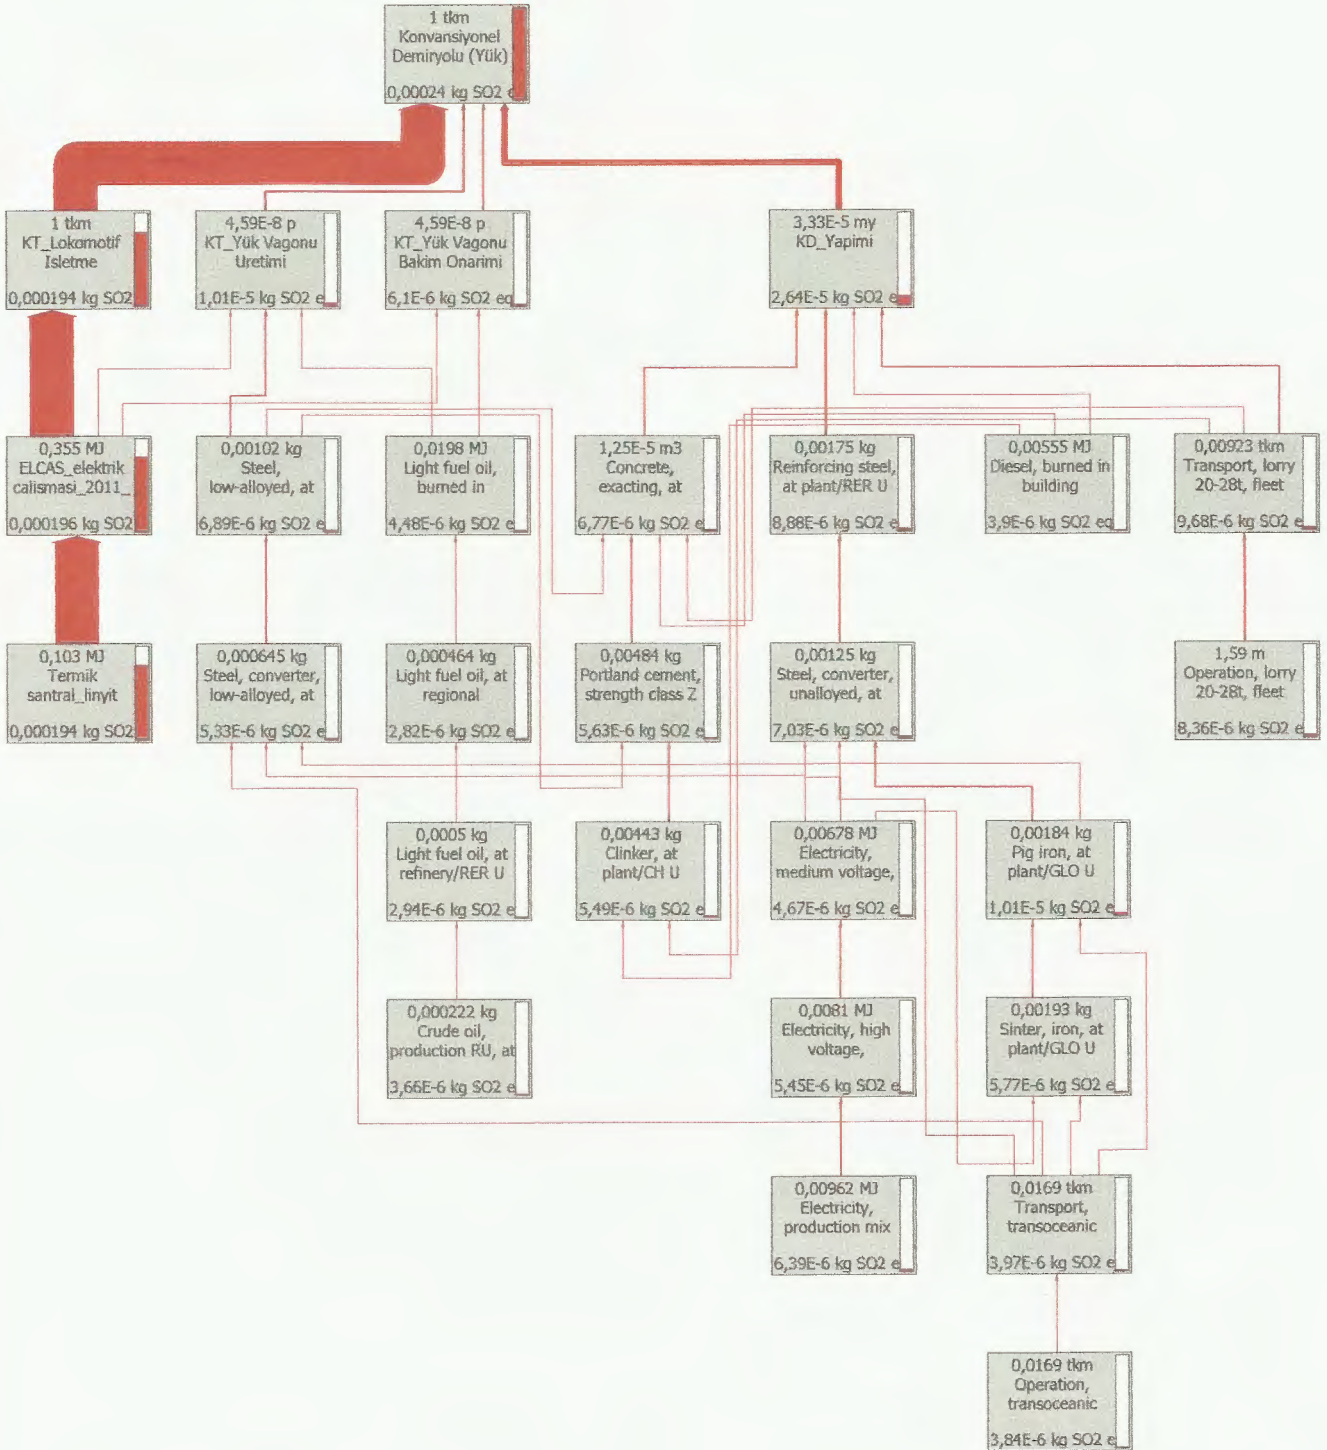 1 tkm
Konvansiyonel
Demiryolu (Yük)
0,00024 kg SO2 e
1 tkm
KT_Lokomotif
Isletme
0,000194 kg SO2
4,59E-8 p
KT_Yük Vagonu
Uretimi
1,01E-5 kg SO2 e
4,59E-8 p
KT_Yük Vagonu
Bakim Onarimi
6,1E-6 kg SO2 eq
3,33E-5 my
KD_Yapimi
2,64E-5 kg SO2 e
0,355 MJ
ELCAS_elektrik
calismasi_2011_
0,000196 kg SO2
0,00102 kg
Steel,
low-alloyed, at
6,89E-6 kg SO2 e
0,0198 MJ
Light fuel oil,
burned in
4,48E-6 kg SO2 e
1,25E-5 m3
Concrete,
exacting, at
6,77E-6 kg SO2 e
0,00175 kg
Reinforcing steel,
at plant/RER U
8,88E-6 kg SO2 e
0,00555 MJ
Diesel, burned in
building
3,9E-6 kg SO2 eq
0,00923 tkm
Transport, lorry
20-28t, fleet
9,68E-6 kg SO2 e
0,103 MJ
Termik
santral_linyit
0,000194 kg SO2
0,000645 kg
Steel, converter,
low-alloyed, at
5,33E-6 kg SO2 e
0,000464 kg
Light fuel oil, at
regional
2,82E-6 kg SO2 e
0,00484 kg
Portland cement,
strength class Z
5,63E-6 kg SO2 e
0,00125 kg
Steel, converter,
unalloyed, at
7,03E-6 kg SO2 e
1,59 m
Operation, lorry
20-28t, fleet
8,36E-6 kg SO2 e
0,0005 kg
Light fuel oil, at
refinery/RER U
2,94E-6 kg SO2 e
0,00443 kg
Clinker, at
plant/CH U
5,49E-6 kg SO2 e
0,00678 MJ
Electricity,
medium voltage,
4,67E-6 kg SO2 e
0,00184 kg
Pig iron, at
plant/GLO U
1,01E-5 kg SO2 e
0,000222 kg
Crude oil,
production RU, at
3,66E-6 kg SO2 e
0,0081 MJ
Electricity, high
voltage,
5,45E-6 kg SO2 e
0,00193 kg
Sinter, iron, at
plant/GLO U
5,77E-6 kg SO2 e
0,00962 MJ
Electricity,
production mix
6,39E-6 kg SO2 e
0,0169 tkm
Transport,
transoceanic
3,97E-6 kg SO2 e
0,0169 tkm
Operation,
transoceanic
3,84E-6 kg SO2 e